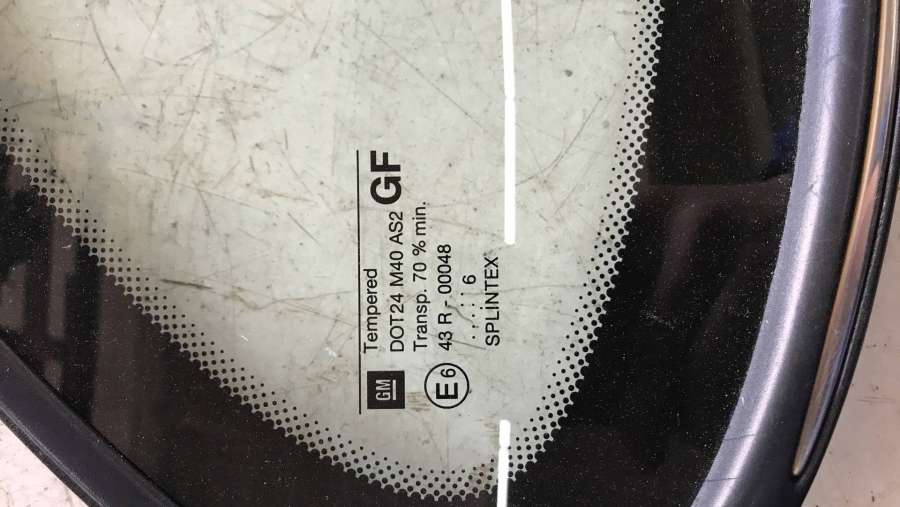 GM Tempered
DOT24 M40 AS2 GF
Transp. 70 % min.
E6 43 R - 00048
. . . . . 6
SPLINTEX